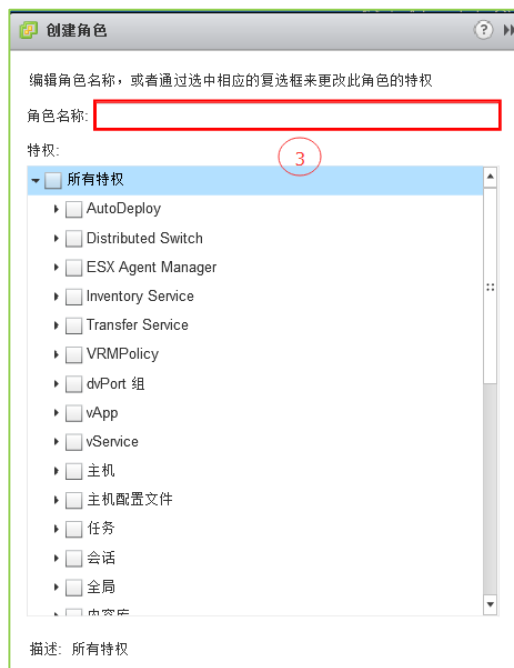 创建角色
编辑角色名称，或者通过选中相应的复选框来更改此角色的特权
角色名称:
特权:
3
所有特权
AutoDeploy
Distributed Switch
ESX Agent Manager
Inventory Service
Transfer Service
VRMPolicy
dvPort 组
vApp
vService
主机
主机配置文件
任务
会话
全局
内容库
描述: 所有特权